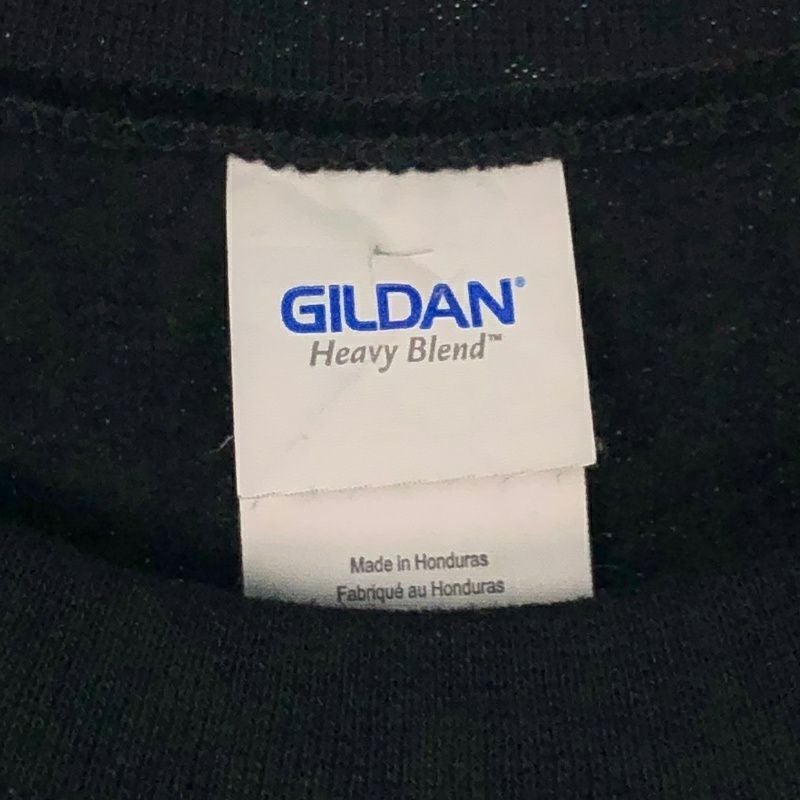 GILDAN®
Heavy Blend™
Made in Honduras
Fabriqué au Honduras